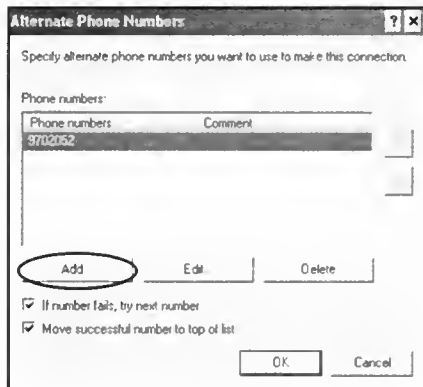 Alternate Phone Numbers
Specify alternate phone numbers you want to use to make this connection.
Phone numbers:
Phone numbers Comment
9702052
Add Edit... Delete
If number fails, try next number
Move successful number to top of list
OK Cancel